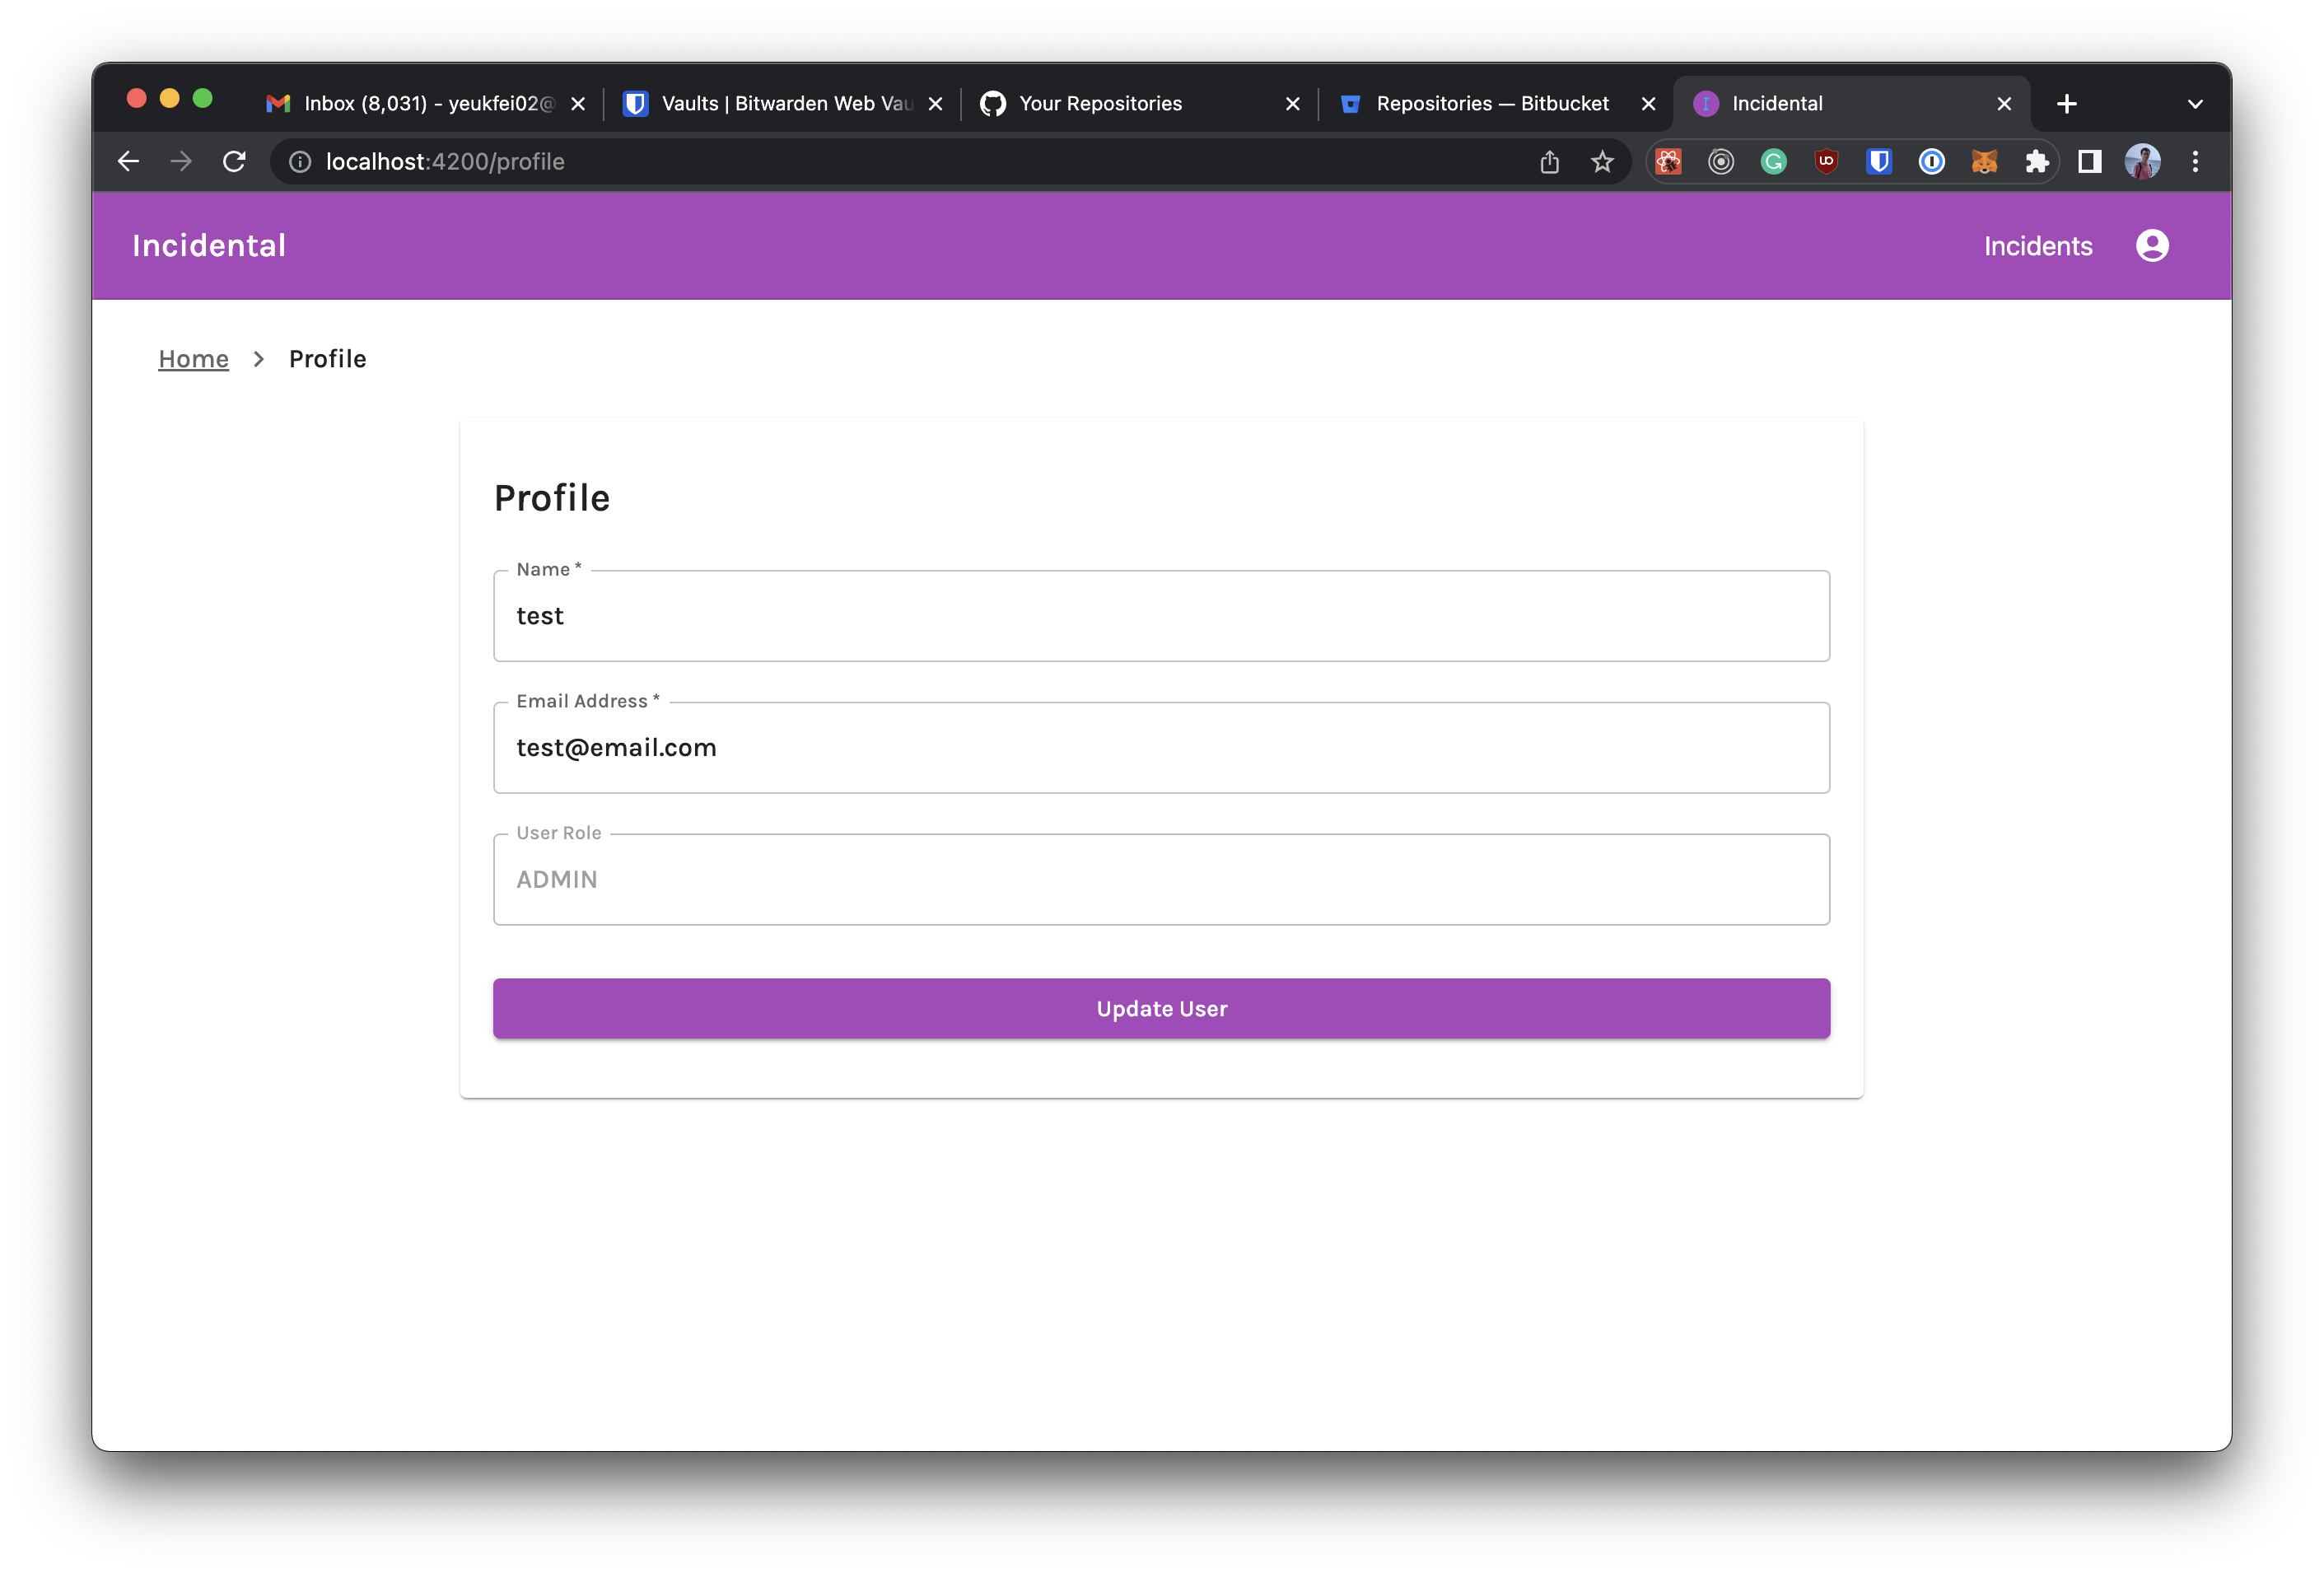 Inbox (8,031) - yeukfei02@
Vaults | Bitwarden Web Vau
Your Repositories
Repositories — Bitbucket
Incidental
localhost:4200/profile
Incidental
Incidents
Home > Profile
Profile
Name *
test
Email Address *
test@email.com
User Role
ADMIN
Update User